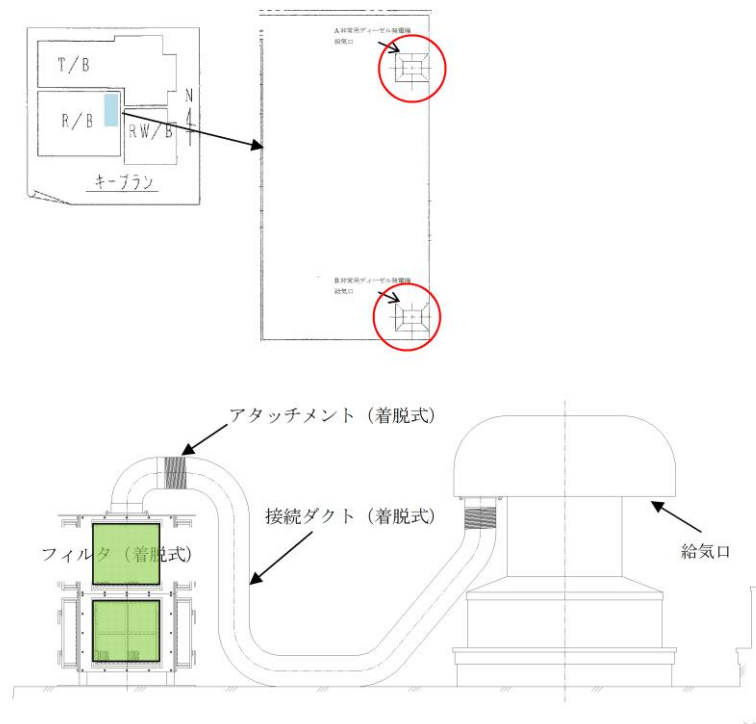 T/B
R/B
RW/B
N
キープラン
A非常用ディーゼル発電機
給気口
B非常用ディーゼル発電機
給気口
アタッチメント（着脱式）
接続ダクト（着脱式）
フィルタ（着脱式）
給気口